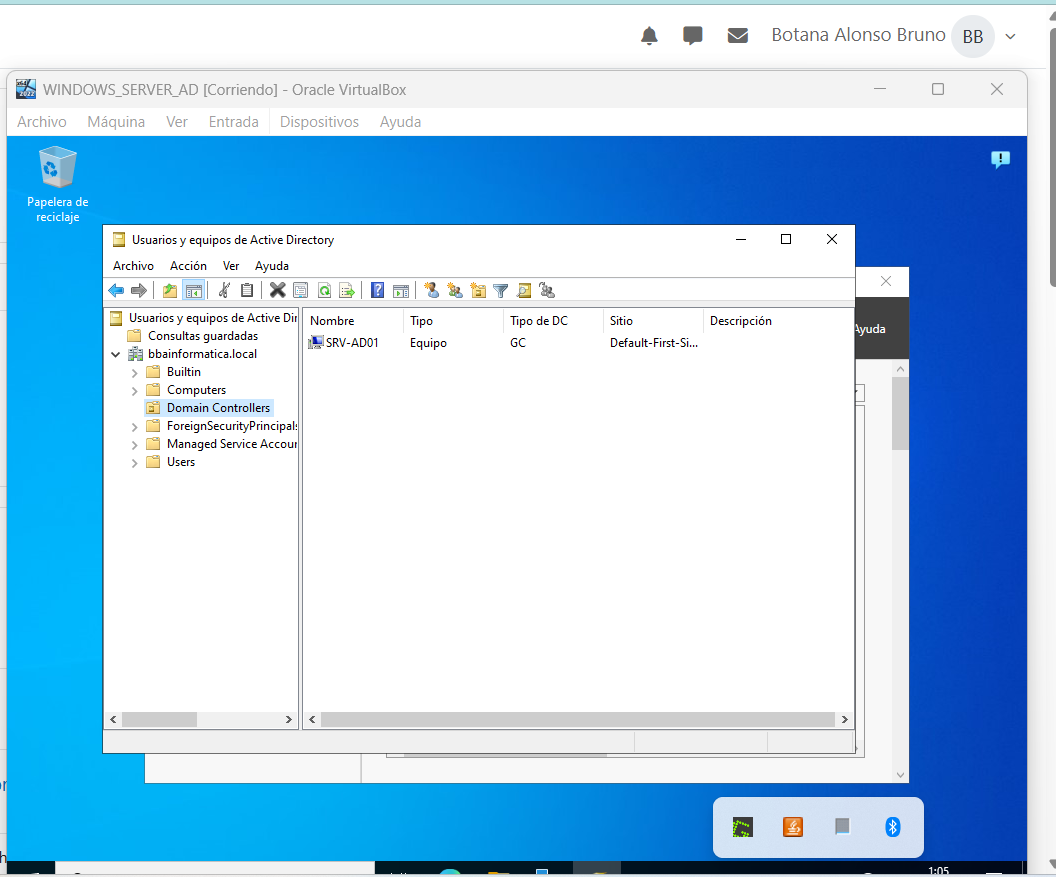 Botana Alonso Bruno BB
WINDOWS_SERVER_AD [Corriendo] - Oracle VirtualBox
Archivo Máquina Ver Entrada Dispositivos Ayuda
Papelera de
reciclaje
Usuarios y equipos de Active Directory
Archivo Acción Ver Ayuda
Ayuda
Usuarios y equipos de Active Dir
Consultas guardadas
bbainformatica.local
Builtin
Computers
Domain Controllers
ForeignSecurityPrincipals
Managed Service Accoun
Users
Nombre Tipo Tipo de DC Sitio Descripción
SRV-AD01 Equipo GC Default-First-Si...
1:05